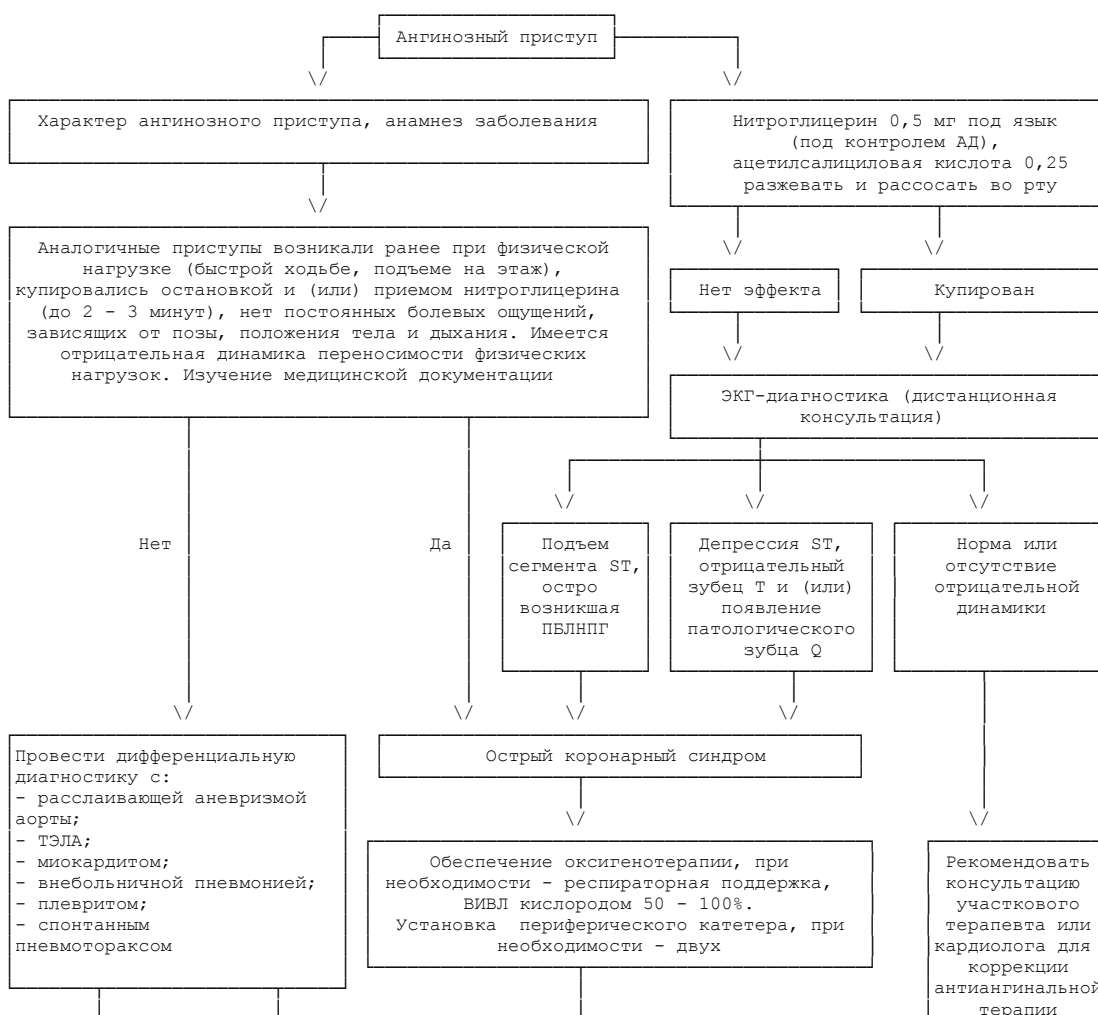 Ангинозный приступ
Характер ангинозного приступа, анамнез заболевания
Нитроглицерин 0,5 мг под язык
(под контролем АД),
ацетилсалициловая кислота 0,25
разжевать и рассосать во рту
Аналогичные приступы возникали ранее при физической
нагрузке (быстрой ходьбе, подъеме на этаж),
купировались остановкой и (или) приемом нитроглицерина
(до 2 - 3 минут), нет постоянных болевых ощущений,
зависящих от позы, положения тела и дыхания. Имеется
отрицательная динамика переносимости физических
нагрузок. Изучение медицинской документации
Нет эффекта
Купирован
ЭКГ-диагностика (дистанционная
консультация)
Нет
Да
Подъем
сегмента ST,
остро
возникшая
ПБЛНПГ
Депрессия ST,
отрицательный
зубец T и (или)
появление
патологического
зубца Q
Норма или
отсутствие
отрицательной
динамики
Провести дифференциальную
диагностику с:
- расслаивающей аневризмой
аорты;
- ТЭЛА;
- миокардитом;
- внебольничной пневмонией;
- плевритом;
- спонтанным
пневмотораксом
Острый коронарный синдром
Обеспечение оксигенотерапии, при
необходимости - респираторная поддержка,
ВИВЛ кислородом 50 - 100%.
Установка периферического катетера, при
необходимости - двух
Рекомендовать
консультацию
участкового
терапевта или
кардиолога для
коррекции
антиангинальной
терапии